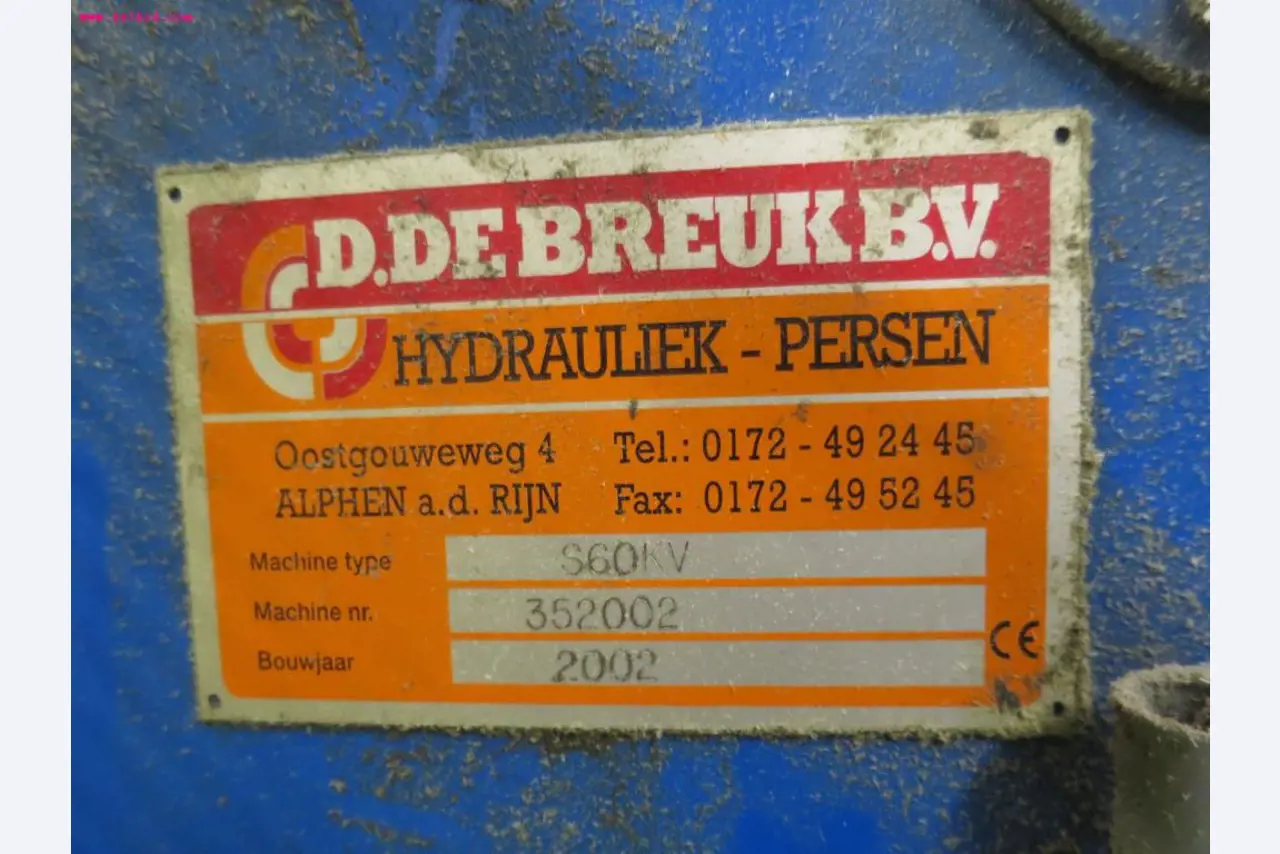 D.DE BREUK B.V.
HYDRAULIEK - PERSEN
Oostgouweweg 4 Tel.: 0172 - 49 24 45
ALPHEN a.d. RIJN Fax: 0172 - 49 52 45
Machine type S60KV
Machine nr. 352002
Bouwjaar 2002
CE